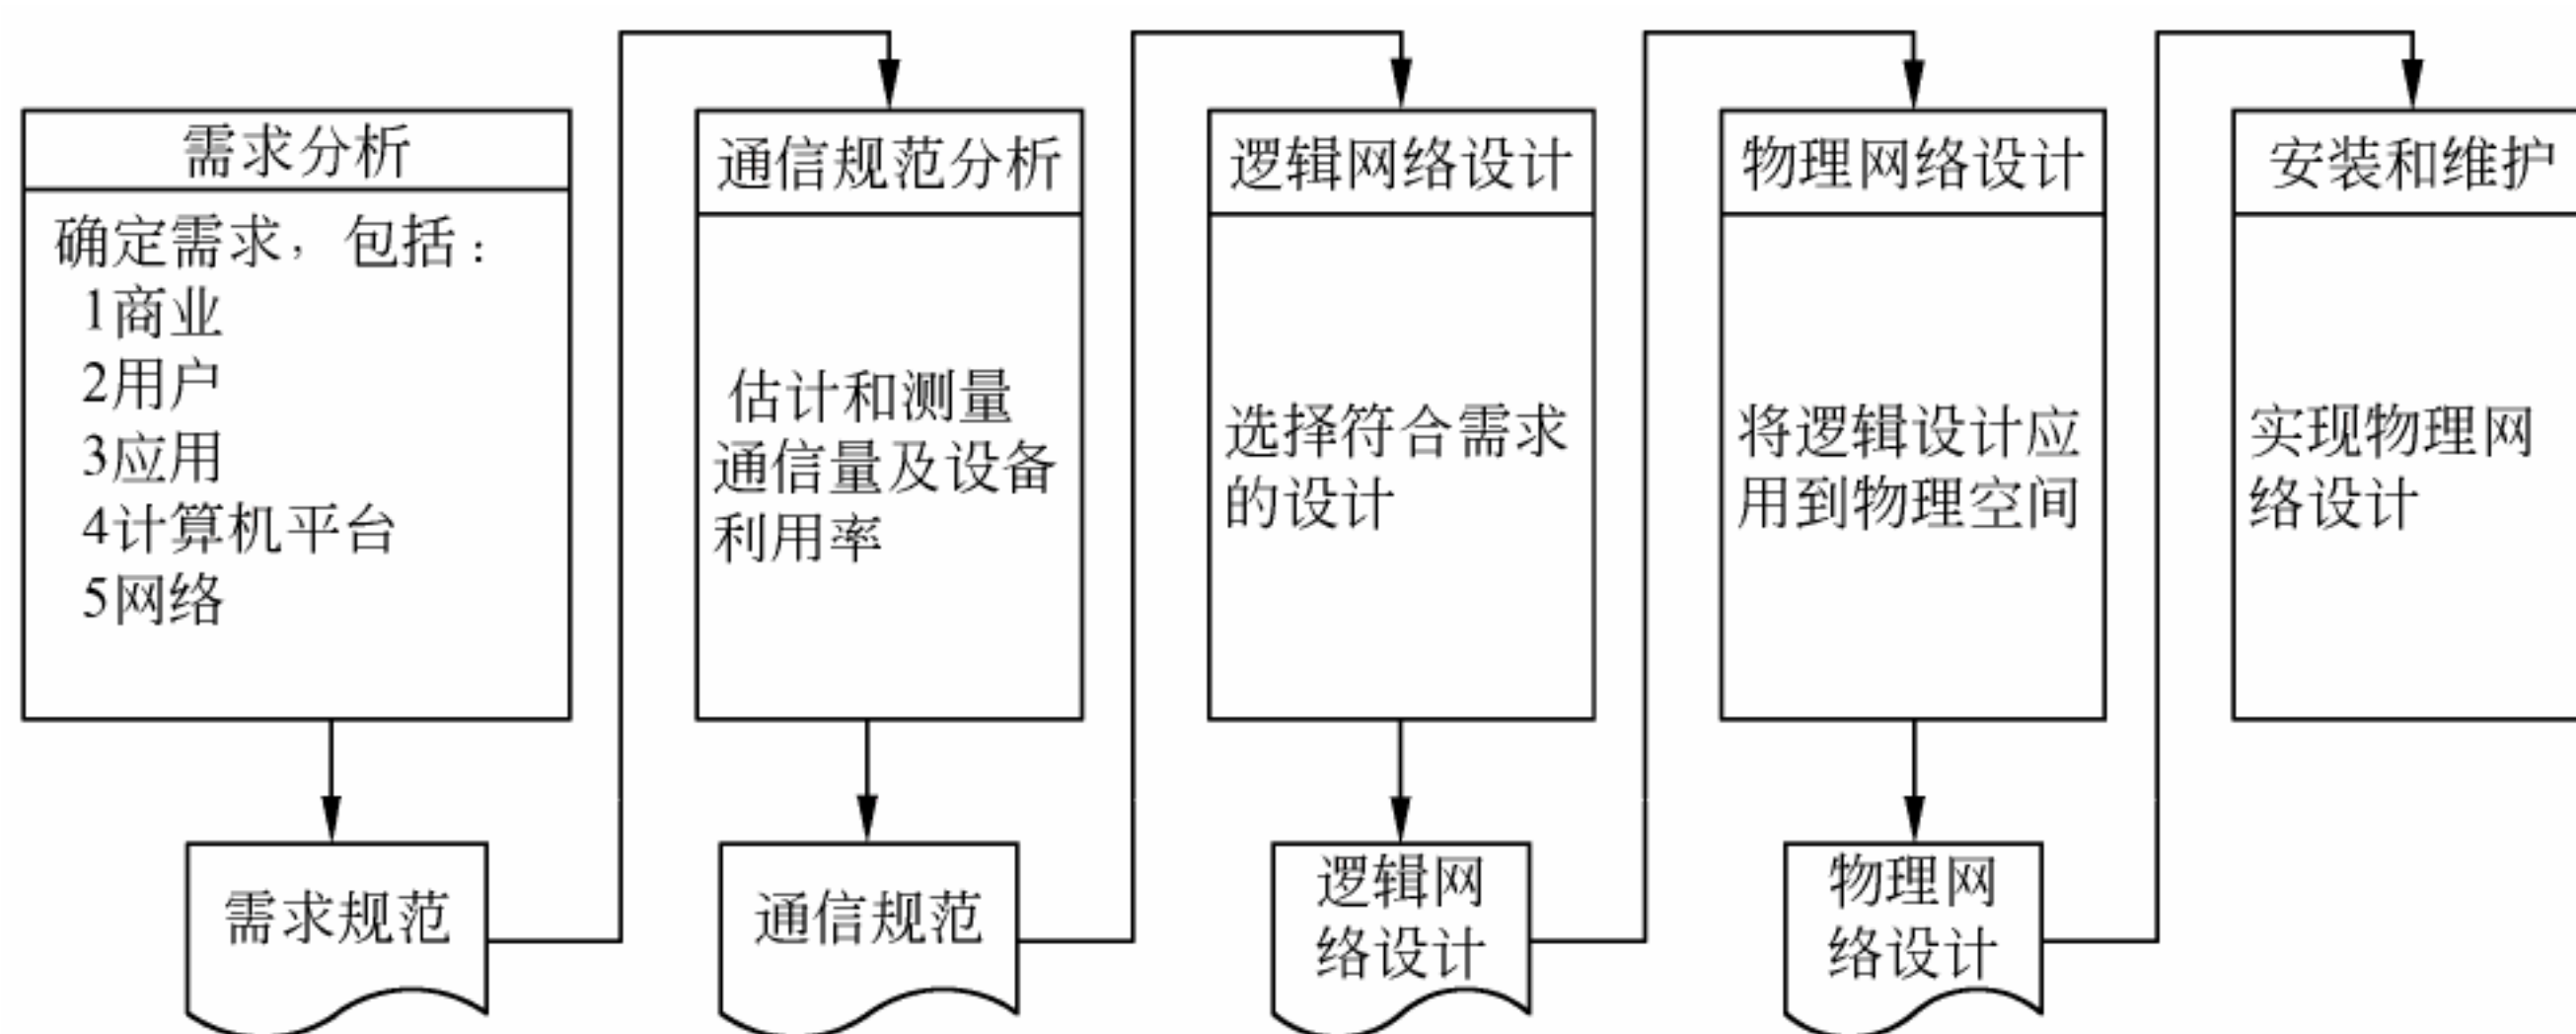 需求分析
确定需求，包括：
1商业
2用户
3应用
4计算机平台
5网络
需求规范
通信规范分析
估计和测量
通信量及设备
利用率
通信规范
逻辑网络设计
选择符合需求
的设计
逻辑网
络设计
物理网络设计
将逻辑设计应
用到物理空间
物理网
络设计
安装和维护
实现物理网
络设计